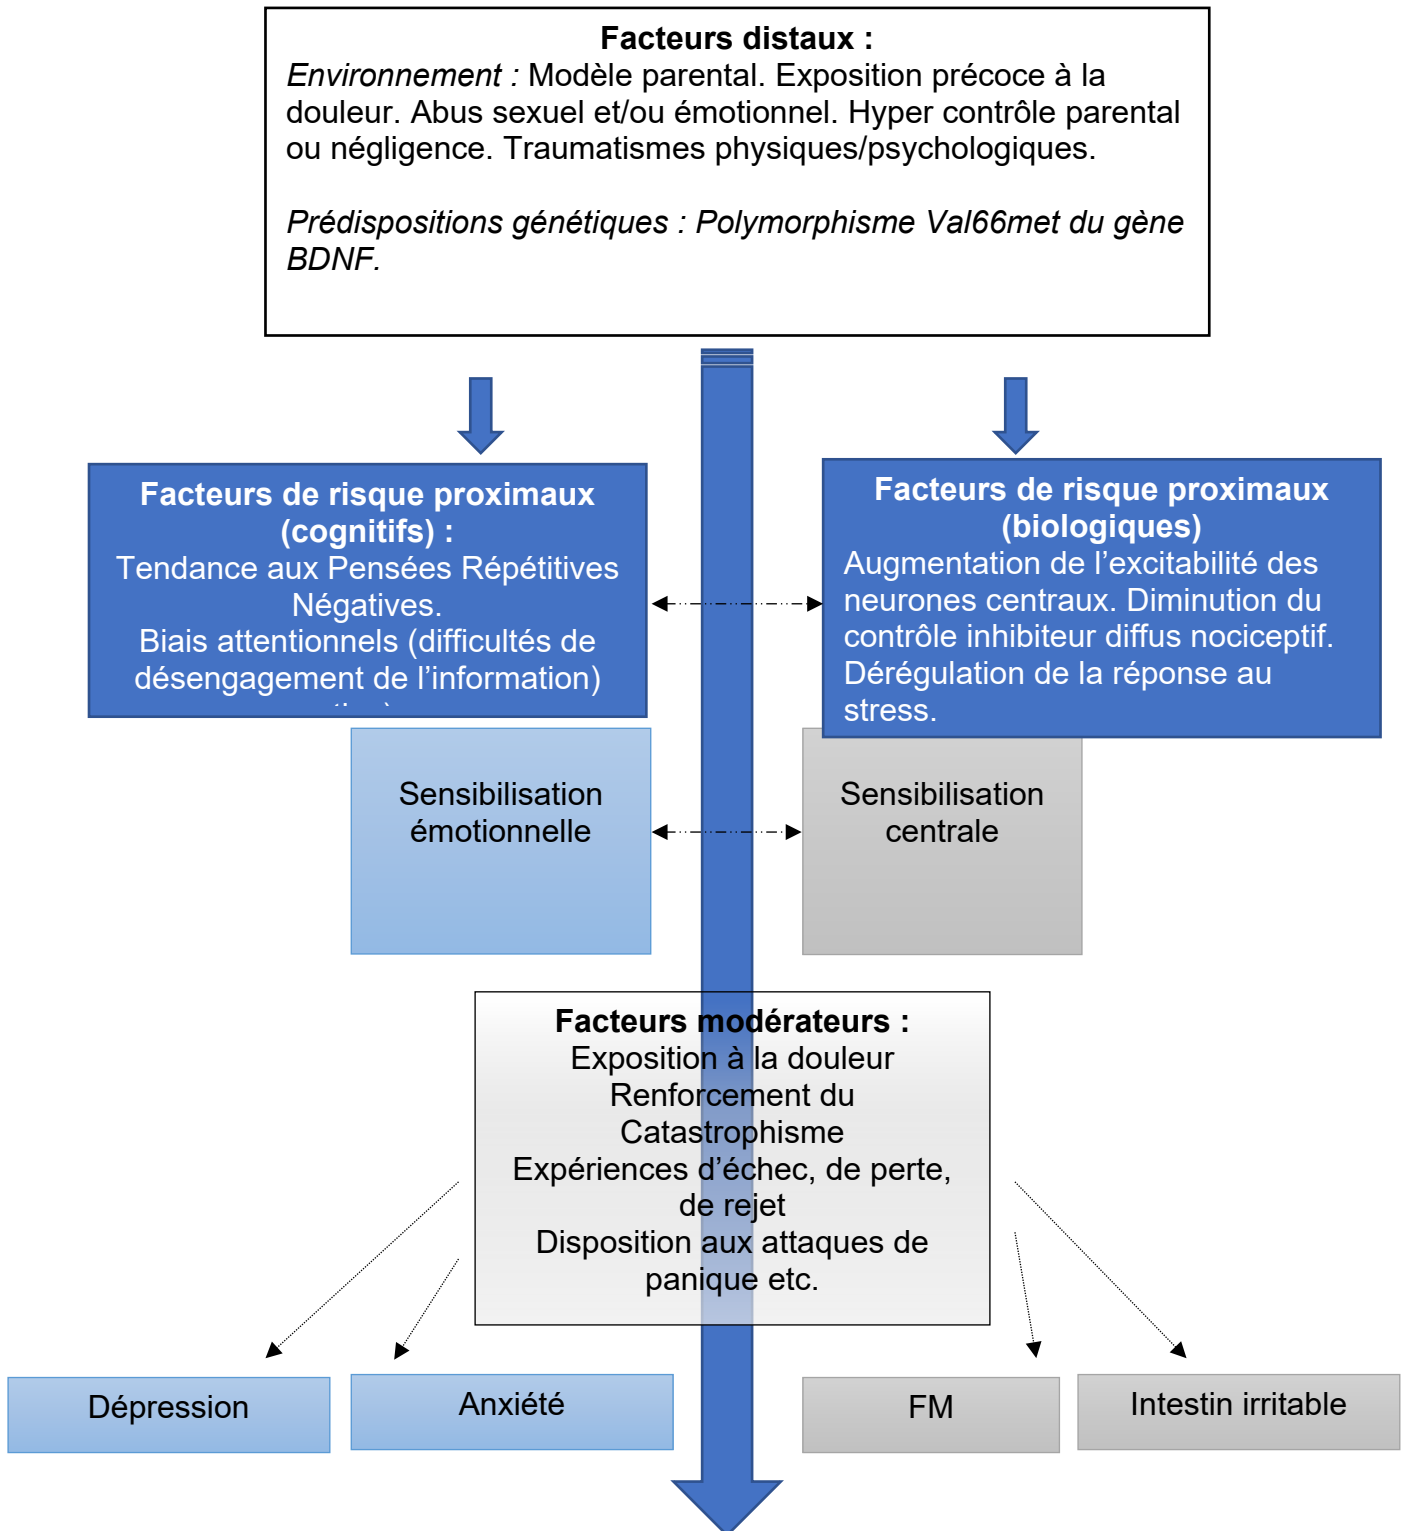 Facteurs distaux :
Environnement : Modèle parental. Exposition précoce à la
douleur. Abus sexuel et/ou émotionnel. Hyper contrôle parental
ou négligence. Traumatismes physiques/psychologiques.
Prédispositions génétiques : Polymorphisme Val66met du gène
BDNF.
Facteurs de risque proximaux
(cognitifs) :
Tendance aux Pensées Répétitives
Négatives.
Biais attentionnels (difficultés de
désengagement de l’information)
Facteurs de risque proximaux
(biologiques)
Augmentation de l’excitabilité des
neurones centraux. Diminution du
contrôle inhibiteur diffus nociceptif.
Dérégulation de la réponse au
stress.
Sensibilisation
émotionnelle
Sensibilisation
centrale
Facteurs modérateurs :
Exposition à la douleur
Renforcement du
Catastrophisme
Expériences d’échec, de perte,
de rejet
Disposition aux attaques de
panique etc.
Dépression
Anxiété
FM
Intestin irritable